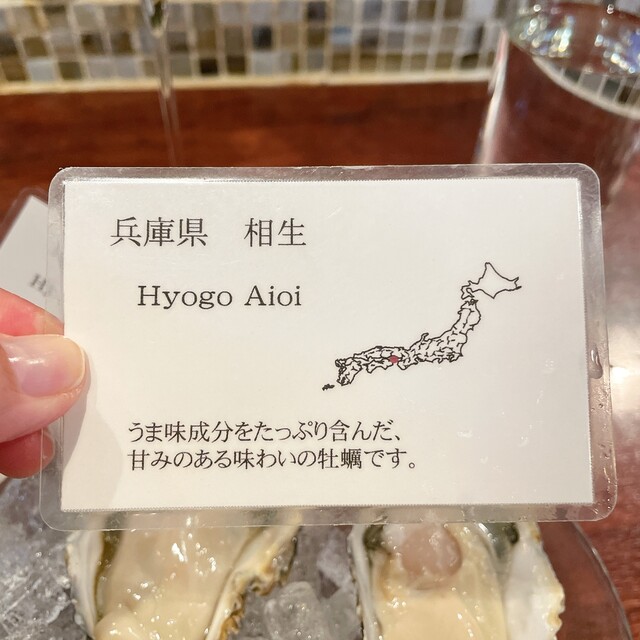 兵庫県　相生
Hyogo Aioi
うま味成分をたっぷり含んだ、
甘みのある味わいの牡蠣です。